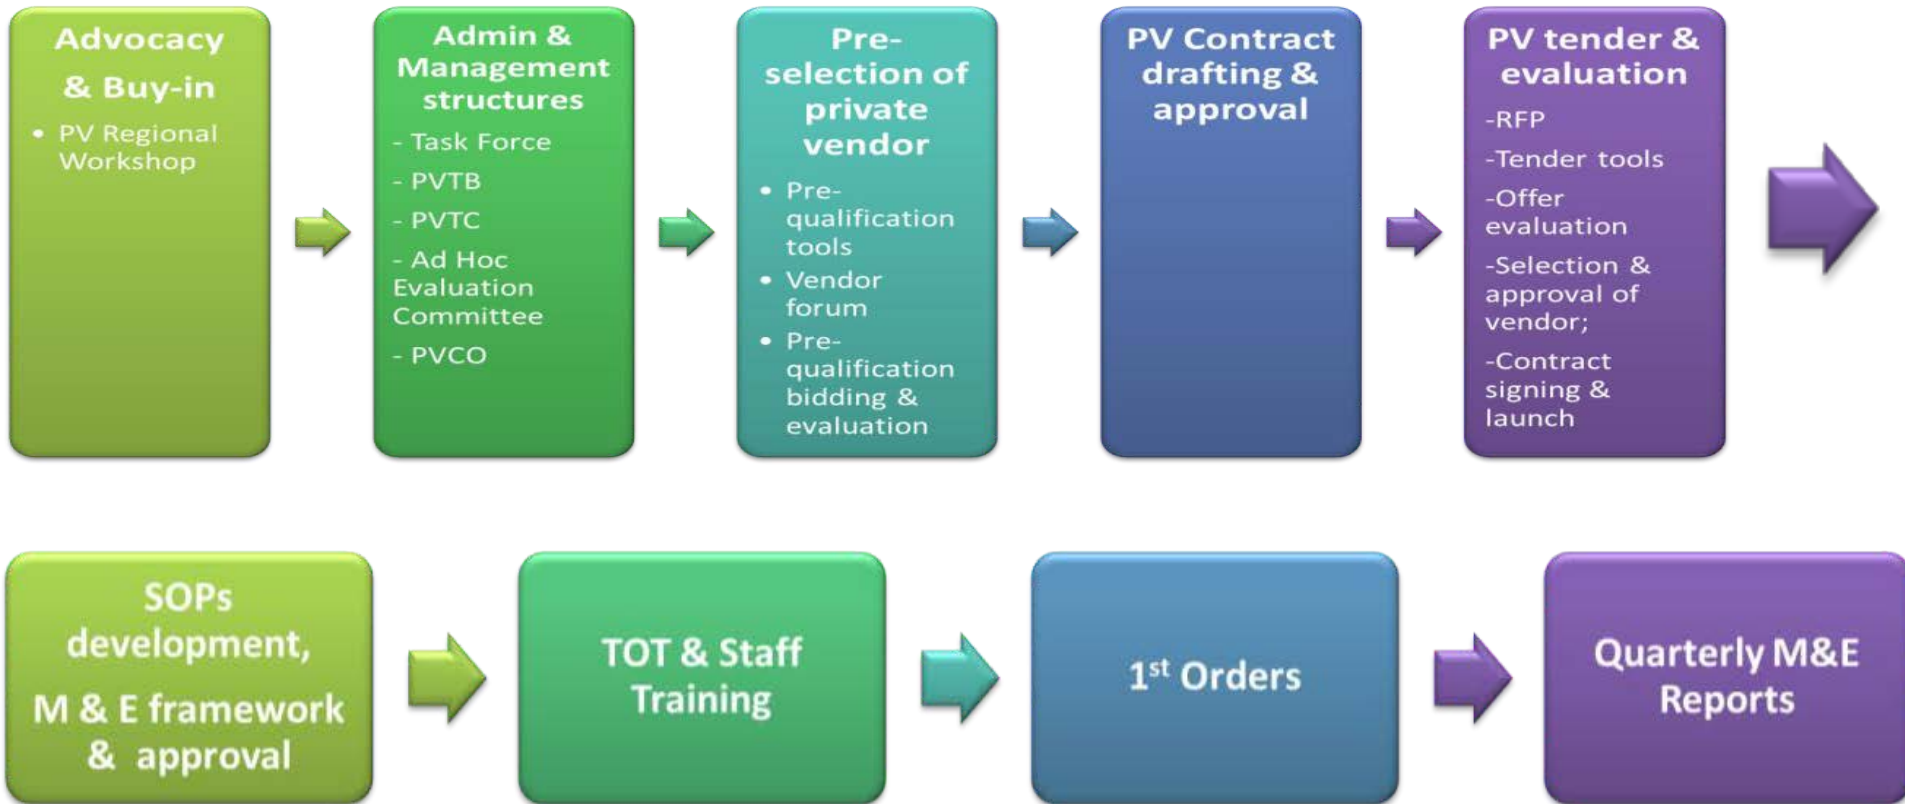 Advocacy
& Buy-in
• PV Regional
Workshop
Admin &
Management
structures
- Task Force
- PVTB
- PVTC
- Ad Hoc
Evaluation
Committee
- PVCO
Pre-
selection of
private
vendor
• Pre-
qualification
tools
• Vendor
forum
• Pre-
qualification
bidding &
evaluation
PV Contract
drafting &
approval
PV tender &
evaluation
-RFP
-Tender tools
-Offer
evaluation
-Selection &
approval of
vendor;
-Contract
signing &
launch
SOPs
development,
M & E framework
& approval
TOT & Staff
Training
1st Orders
Quarterly M&E
Reports